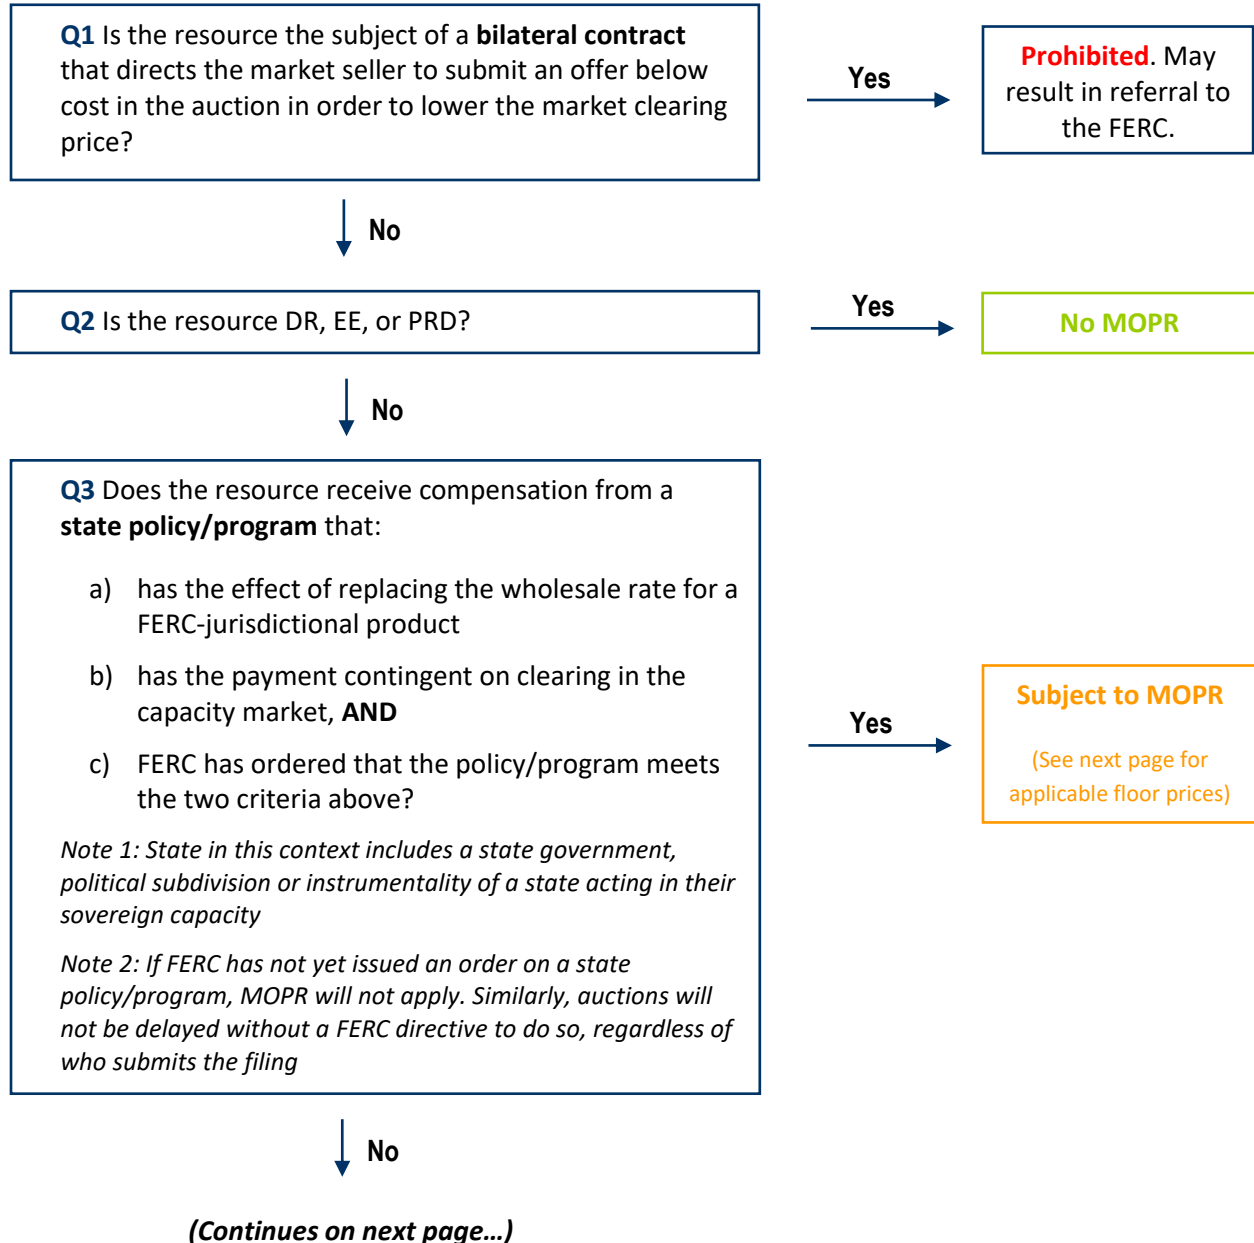 Q1 Is the resource the subject of a bilateral contract
that directs the market seller to submit an offer below
cost in the auction in order to lower the market clearing
price?
Yes
Prohibited. May
result in referral to
the FERC.
No
Q2 Is the resource DR, EE, or PRD?
Yes
No MOPR
No
Q3 Does the resource receive compensation from a
state policy/program that:
a) has the effect of replacing the wholesale rate for a
FERC-jurisdictional product
b) has the payment contingent on clearing in the
capacity market, AND
c) FERC has ordered that the policy/program meets
the two criteria above?
Note 1: State in this context includes a state government,
political subdivision or instrumentality of a state acting in their
sovereign capacity
Note 2: If FERC has not yet issued an order on a state
policy/program, MOPR will not apply. Similarly, auctions will
not be delayed without a FERC directive to do so, regardless of
who submits the filing
Yes
Subject to MOPR
(See next page for
applicable floor prices)
No
(Continues on next page…)